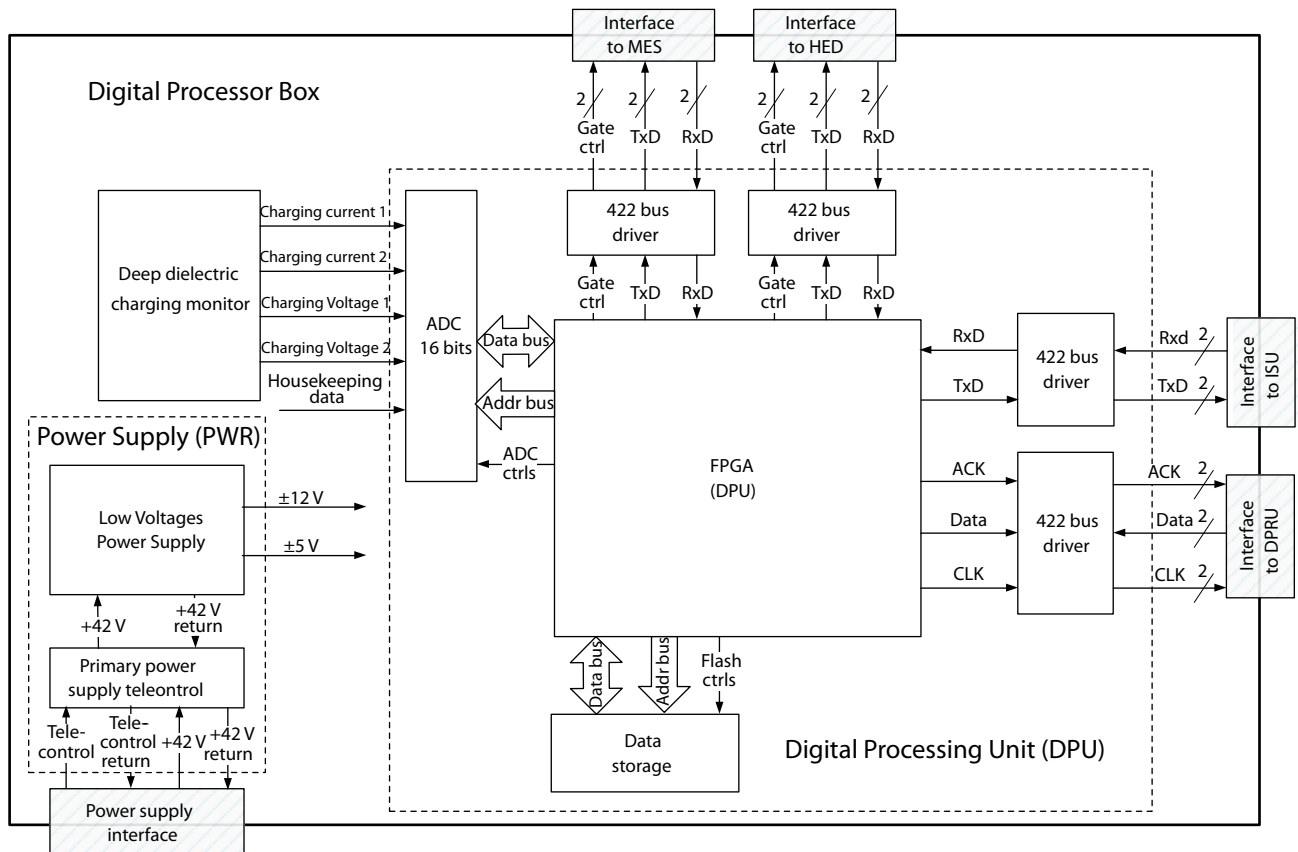 Interface
to MES
Interface
to HED
Digital Processor Box
2
2
2
2
2
2
Gate
ctrl
TxD
RxD
Gate
ctrl
TxD
RxD
Deep dielectric
charging monitor
Charging current 1
Charging current 2
Charging Voltage 1
Charging Voltage 2
Housekeeping
data
ADC
16 bits
422 bus
driver
422 bus
driver
Gate
ctrl
TxD
RxD
Gate
ctrl
TxD
RxD
Data bus
Addr bus
ADC
ctrls
FPGA
(DPU)
RxD
TxD
422 bus
driver
Rxd
2
TxD
2
Interface
to ISU
ACK
Data
CLK
422 bus
driver
ACK
2
Data
2
CLK
2
Interface
to DPRU
Power Supply (PWR)
Low Voltages
Power Supply
±12 V
±5 V
+42 V
+42 V
return
Primary power
supply teleontrol
Tele-
control
Tele-
control
return
+42 V
+42 V
return
Power supply
interface
Data bus
Addr bus
Flash
ctrls
Data
storage
Digital Processing Unit (DPU)